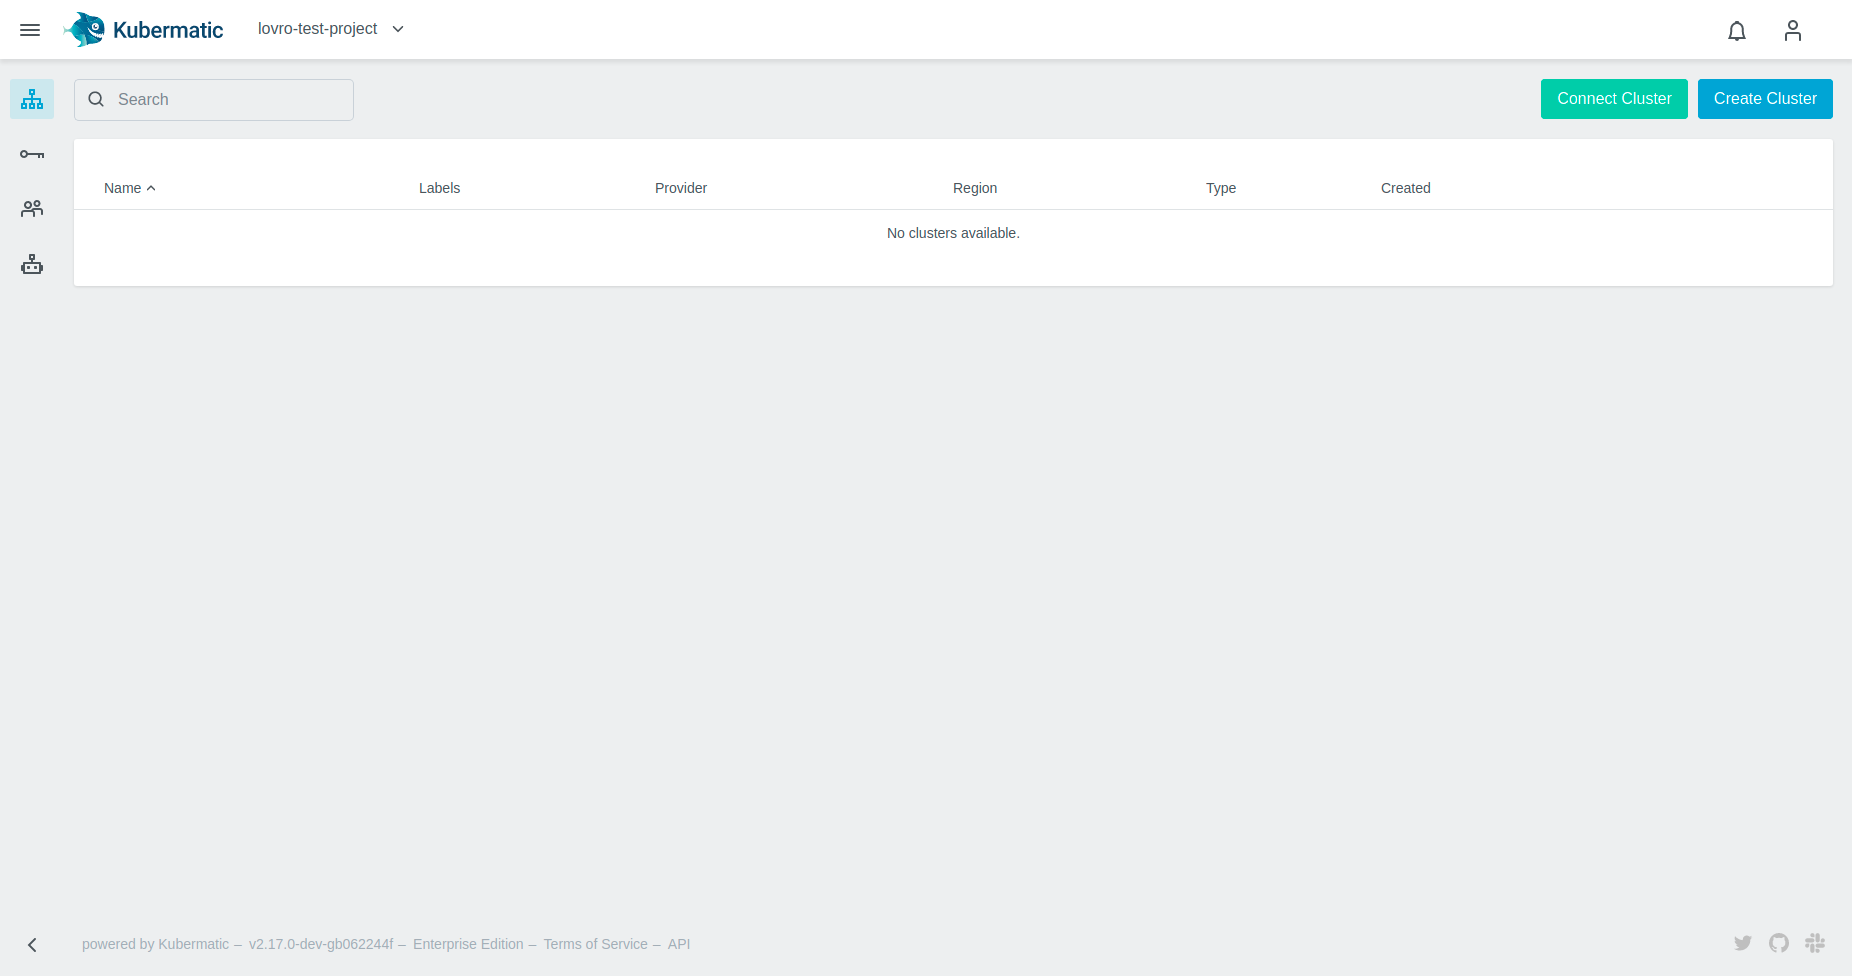 Kubermatic lovro-test-project
Search Connect Cluster Create Cluster
Name Labels Provider Region Type Created
No clusters available.
powered by Kubermatic – v2.17.0-dev-gb062244f – Enterprise Edition – Terms of Service – API